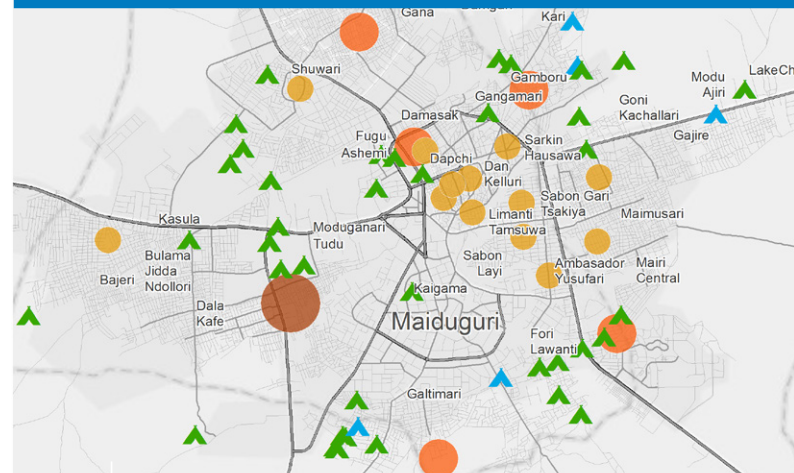 Gana
Kari
Shuwari
Gamboru
Gangamari
Modu
Ajiri
LakeCh
Goni
Kachallari
Damasak
Gajire
Fugu
Ashemi
Dapchi
Sarkin
Hausawa
Dan
Kelluri
Sabon Gari
Tsakiya
Maimusari
Limanti
Tamsuwa
Kasula
Moduganari
Tudu
Bulama
Jidda
Ndollori
Bajeri
Sabon
Layi
Ambasador
Yusufari
Mairi
Central
Kaigama
Dala
Kafe
Maiduguri
Fori
Lawanti
Galtimari